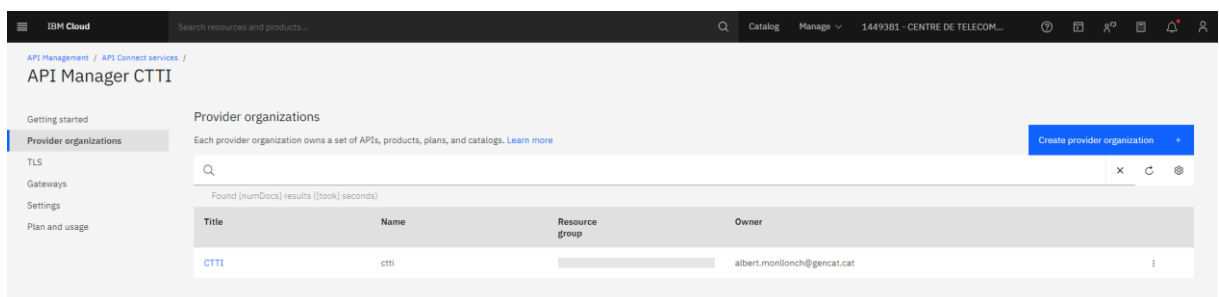 IBM Cloud
Search resources and products...
Catalog
Manage
1449381 - CENTRE DE TELECOM...
API Management / API Connect services /
API Manager CTTI
Getting started
Provider organizations
TLS
Gateways
Settings
Plan and usage
Provider organizations
Each provider organization owns a set of APIs, products, plans, and catalogs. Learn more
Create provider organization +
Found {numDocs} results ({took} seconds)
Title Name Resource group Owner
CTTI ctti albert.monllonch@gencat.cat